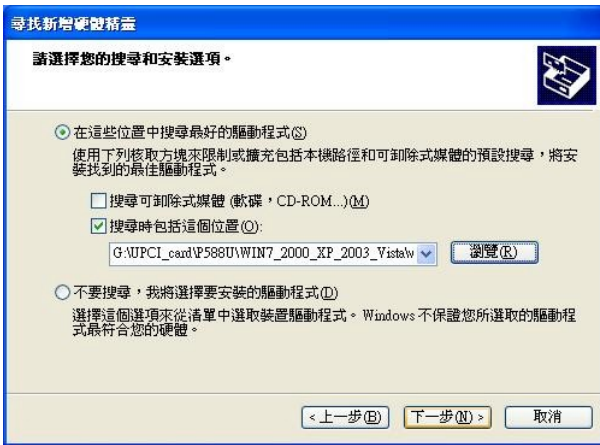 尋找新增硬體精靈
請選擇您的搜尋和安裝選項。
在這些位置中搜尋最好的驅動程式(S)
使用下列核取方塊來限制或擴充包括本機路徑和可卸除式媒體的預設搜尋，將安
裝找到的最佳驅動程式。
搜尋可卸除式媒體 (軟碟，CD-ROM...)(M)
搜尋時包括這個位置(O):
G:\UPCI_card\P588U\WIN7_2000_XP_2003_Vista\w
瀏覽(R)
不要搜尋，我將選擇要安裝的驅動程式(D)
選擇這個選項來從清單中選取裝置驅動程式。Windows 不保證您所選取的驅動程
式最符合您的硬體。
<上一步(B)
下一步(N) >
取消